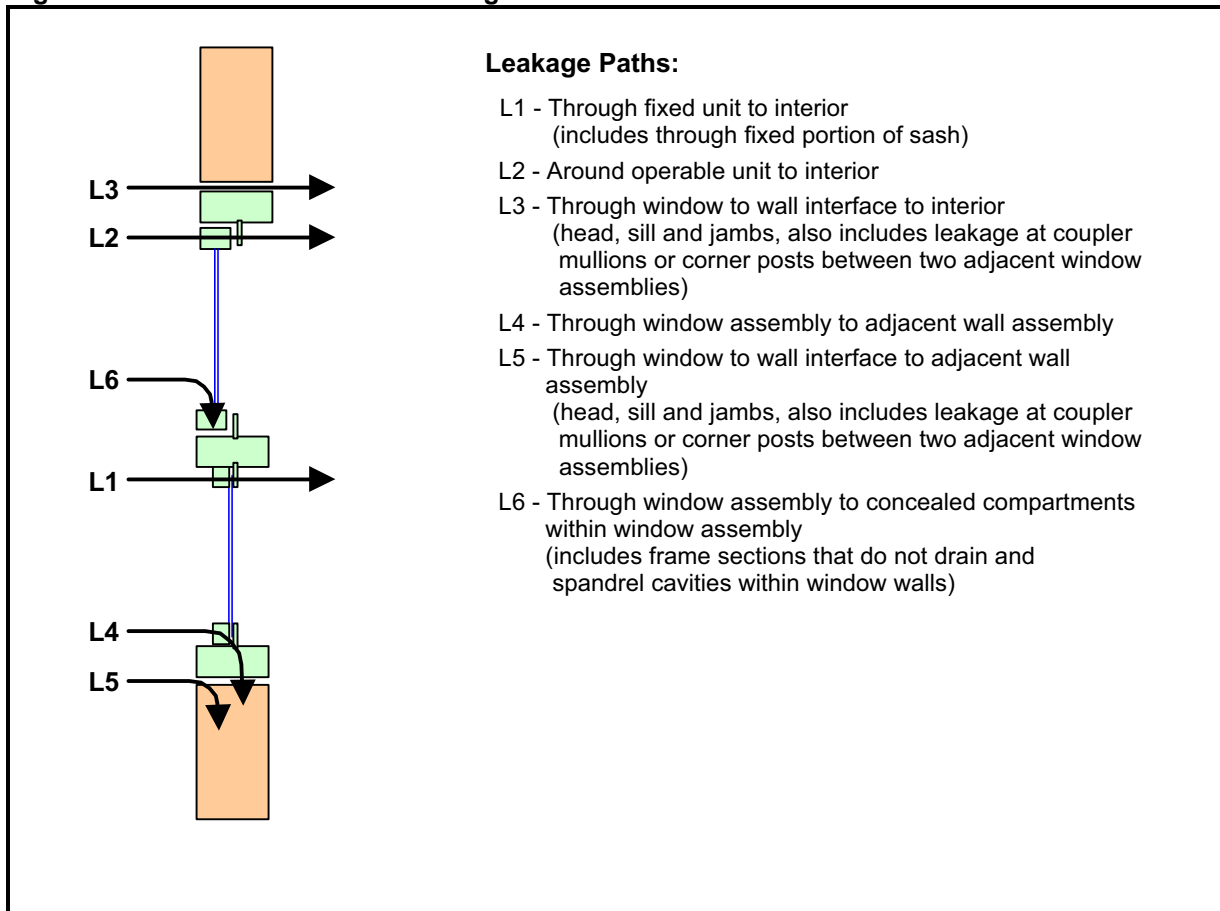 Leakage Paths:
L1 - Through fixed unit to interior
(includes through fixed portion of sash)
L2 - Around operable unit to interior
L3 - Through window to wall interface to interior
(head, sill and jambs, also includes leakage at coupler
mullions or corner posts between two adjacent window
assemblies)
L4 - Through window assembly to adjacent wall assembly
L5 - Through window to wall interface to adjacent wall
assembly
(head, sill and jambs, also includes leakage at coupler
mullions or corner posts between two adjacent window
assemblies)
L6 - Through window assembly to concealed compartments
within window assembly
(includes frame sections that do not drain and
spandrel cavities within window walls)
L3
L2
L6
L1
L4
L5